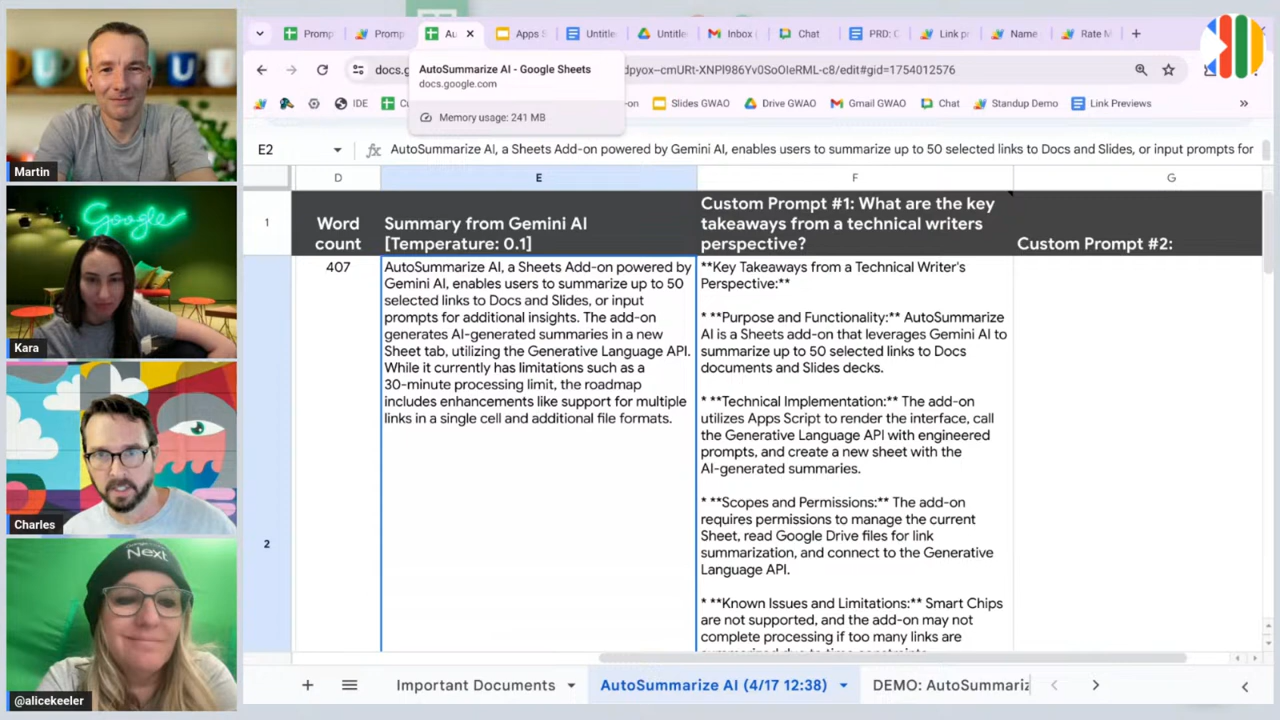 Martin
Google
Kara
Charles
Next
@alicekeeler
Promp
Promp
Au
Apps S
Untitle
Untitle
Inbox (
Chat
PRD: C
Link pr
Name
Rate M
docs.g
dpyox–cmURt-XNPl986Yv0SoOIeRML-c8/edit#gid=1754012576
AutoSummarize AI - Google Sheets
docs.google.com
Memory usage: 241 MB
IDE
Cu
-on
Slides GWAO
Drive GWAO
Gmail GWAO
Chat
Standup Demo
Link Previews
E2
fx
AutoSummarize AI, a Sheets Add-on powered by Gemini AI, enables users to summarize up to 50 selected links to Docs and Slides, or input prompts for
D
E
F
G
1
Word
count
Summary from Gemini AI
[Temperature: 0.1]
Custom Prompt #1: What are the key
takeaways from a technical writers
perspective?
Custom Prompt #2:
2
407
AutoSummarize AI, a Sheets Add-on powered by
Gemini AI, enables users to summarize up to 50
selected links to Docs and Slides, or input
prompts for additional insights. The add-on
generates AI-generated summaries in a new
Sheet tab, utilizing the Generative Language API.
While it currently has limitations such as a
30-minute processing limit, the roadmap
includes enhancements like support for multiple
links in a single cell and additional file formats.
**Key Takeaways from a Technical Writer's
Perspective:**
* **Purpose and Functionality:** AutoSummarize
AI is a Sheets add-on that leverages Gemini AI to
summarize up to 50 selected links to Docs
documents and Slides decks.
* **Technical Implementation:** The add-on
utilizes Apps Script to render the interface, call
the Generative Language API with engineered
prompts, and create a new sheet with the
AI-generated summaries.
* **Scopes and Permissions:** The add-on
requires permissions to manage the current
Sheet, read Google Drive files for link
summarization, and connect to the Generative
Language API.
* **Known Issues and Limitations:** Smart Chips
are not supported, and the add-on may not
complete processing if too many links are
Important Documents
AutoSummarize AI (4/17 12:38)
DEMO: AutoSummariz